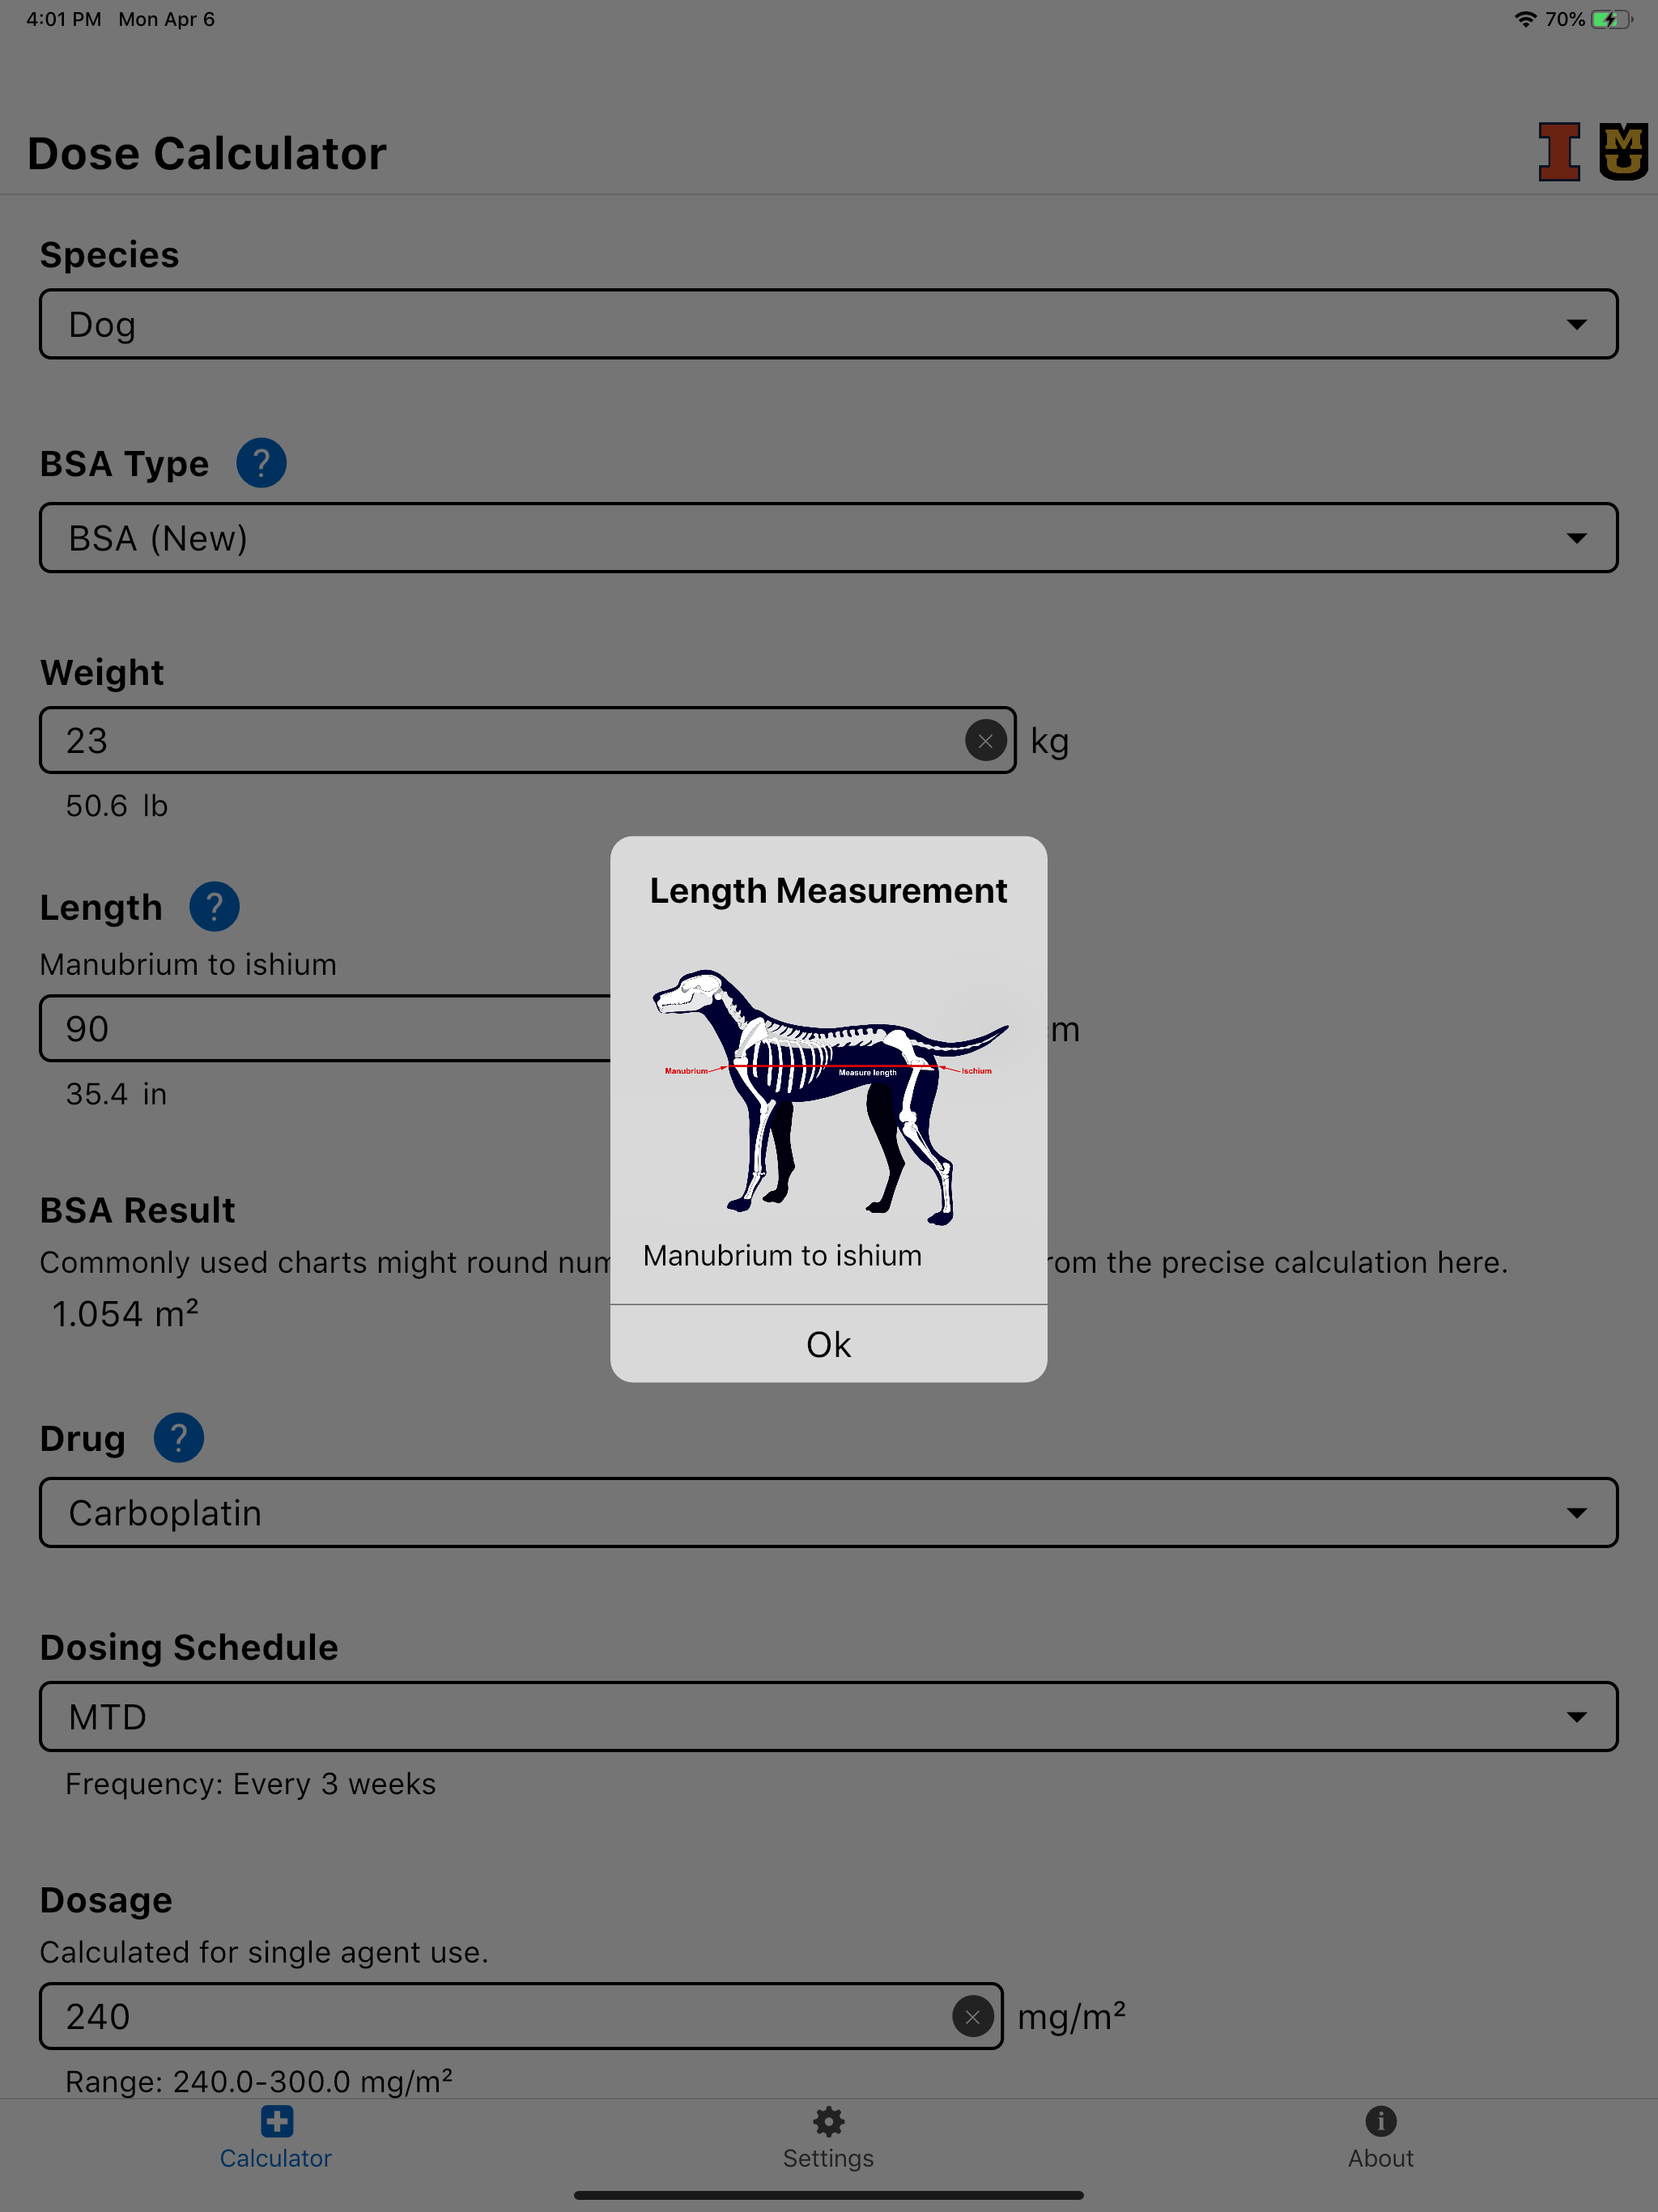 4:01 PM Mon Apr 6 70%
Dose Calculator
Species
Dog
BSA Type ?
BSA (New)
Weight
23 kg
50.6 lb
Length ?
Manubrium to ishium
90 m
35.4 in
Length Measurement
Manubrium
Measure length
Ischium
Manubrium to ishium
Ok
BSA Result
Commonly used charts might round num rom the precise calculation here.
1.054 m²
Drug ?
Carboplatin
Dosing Schedule
MTD
Frequency: Every 3 weeks
Dosage
Calculated for single agent use.
240 mg/m²
Range: 240.0-300.0 mg/m²
Calculator Settings About